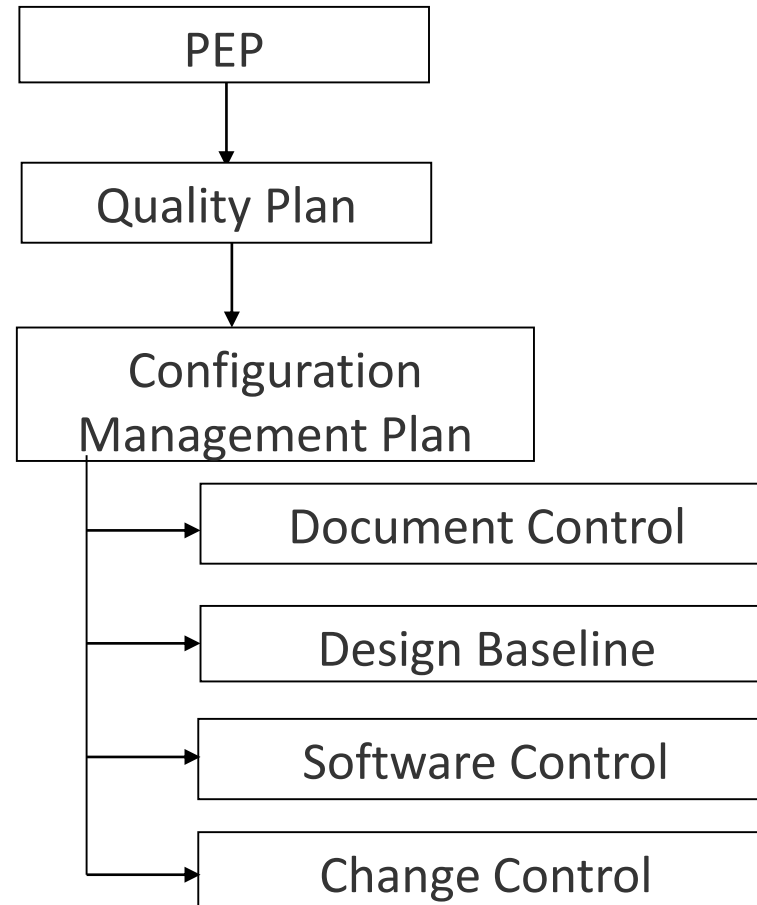 PEP
Quality Plan
Configuration
Management Plan
Document Control
Design Baseline
Software Control
Change Control